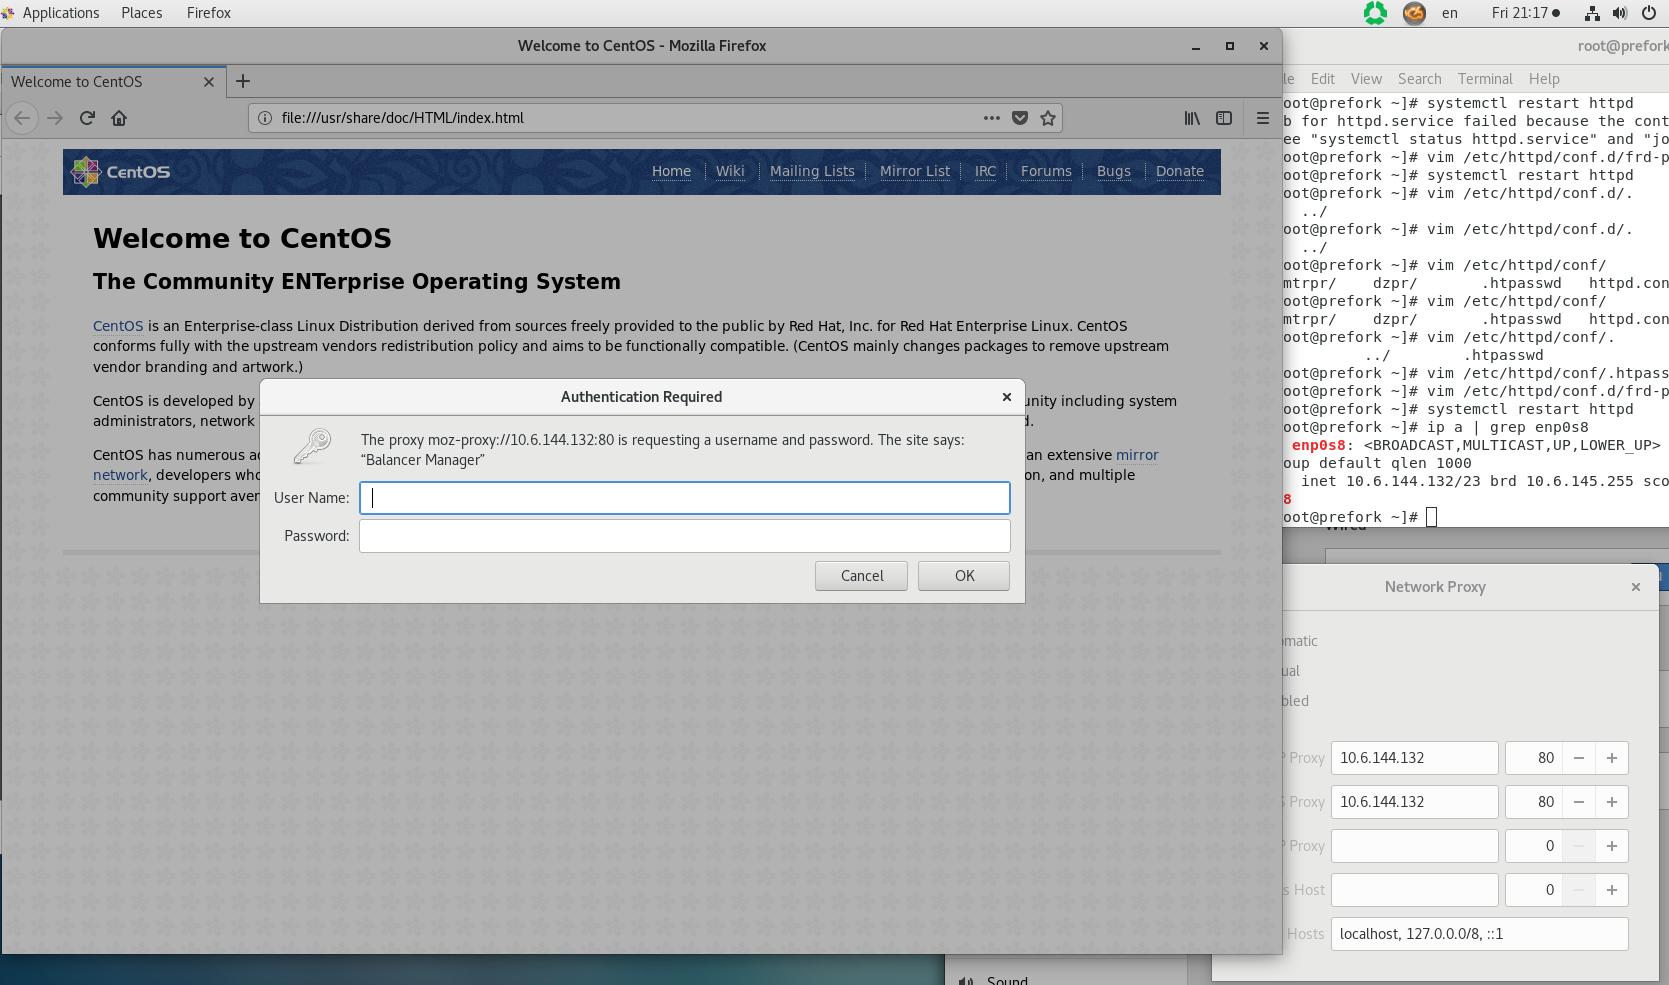 Applications Places Firefox en Fri 21:17
Welcome to CentOS - Mozilla Firefox
Welcome to CentOS
file:///usr/share/doc/HTML/index.html
CentOS Home Wiki Mailing Lists Mirror List IRC Forums Bugs Donate
Welcome to CentOS
The Community ENTerprise Operating System
CentOS is an Enterprise-class Linux Distribution derived from sources freely provided to the public by Red Hat, Inc. for Red Hat Enterprise Linux. CentOS
conforms fully with the upstream vendors redistribution policy and aims to be functionally compatible. (CentOS mainly changes packages to remove upstream
vendor branding and artwork.)
CentOS is developed by unity including system
administrators, network d.
CentOS has numerous ad an extensive mirror
network, developers who on, and multiple
community support aven
Authentication Required
The proxy moz-proxy://10.6.144.132:80 is requesting a username and password. The site says:
“Balancer Manager”
User Name:
Password:
Cancel OK
root@prefork
le Edit View Search Terminal Help
oot@prefork ~]# systemctl restart httpd
b for httpd.service failed because the cont
ee "systemctl status httpd.service" and "jo
oot@prefork ~]# vim /etc/httpd/conf.d/frd-p
oot@prefork ~]# systemctl restart httpd
oot@prefork ~]# vim /etc/httpd/conf.d/.
../
oot@prefork ~]# vim /etc/httpd/conf.d/.
../
oot@prefork ~]# vim /etc/httpd/conf/
mtrpr/ dzpr/ .htpasswd httpd.con
oot@prefork ~]# vim /etc/httpd/conf/
mtrpr/ dzpr/ .htpasswd httpd.con
oot@prefork ~]# vim /etc/httpd/conf/.
../ .htpasswd
oot@prefork ~]# vim /etc/httpd/conf/.htpass
oot@prefork ~]# vim /etc/httpd/conf.d/frd-p
oot@prefork ~]# systemctl restart httpd
oot@prefork ~]# ip a | grep enp0s8
enp0s8: <BROADCAST,MULTICAST,UP,LOWER_UP>
oup default qlen 1000
inet 10.6.144.132/23 brd 10.6.145.255 sco
8
oot@prefork ~]#
Wired
Network Proxy
omatic
ual
bled
P Proxy 10.6.144.132 80 − +
S Proxy 10.6.144.132 80 − +
P Proxy 0 − +
s Host 0 − +
Hosts localhost, 127.0.0.0/8, ::1
Sound